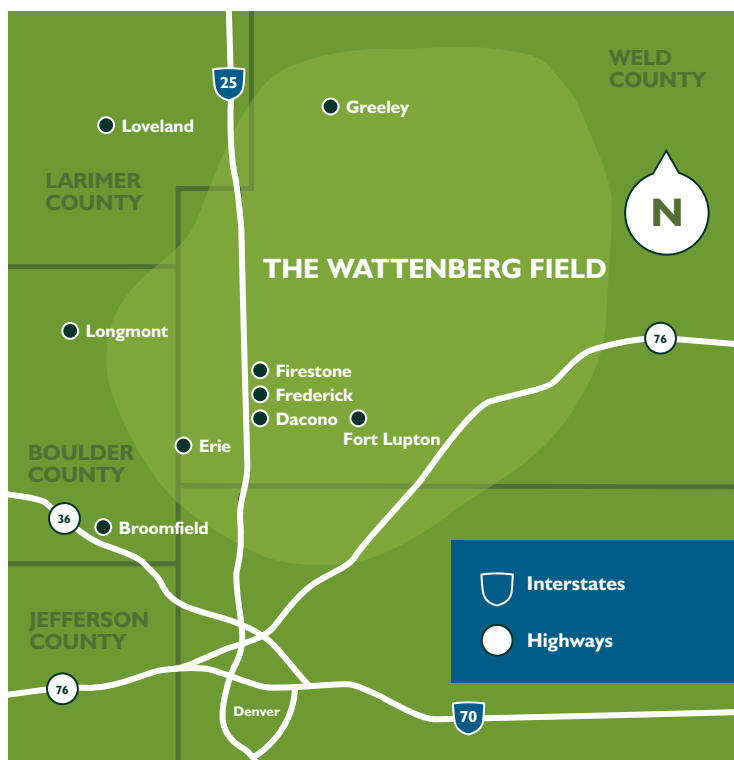 25
WELD
COUNTY
Greeley
Loveland
LARIMER
COUNTY
N
THE WATTENBERG FIELD
Longmont
76
Firestone
Frederick
Dacono
Fort Lupton
Erie
BOULDER
COUNTY
36
Broomfield
Interstates
JEFFERSON
COUNTY
Highways
76
Denver
70